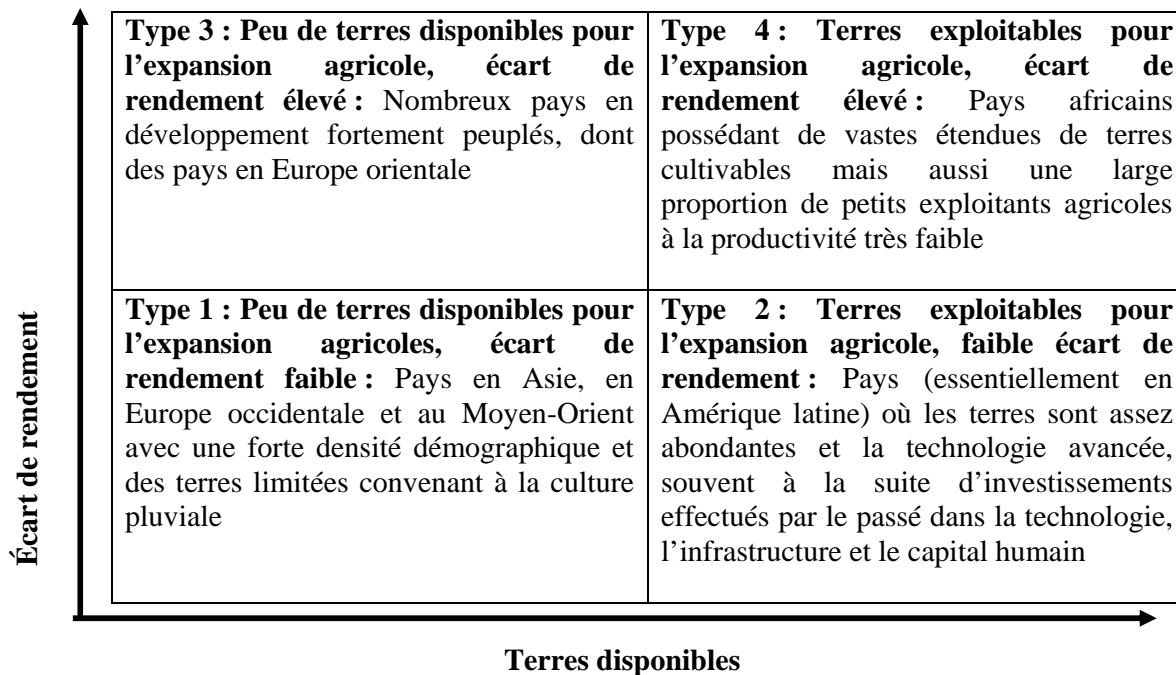 Type 3 : Peu de terres disponibles pour
l’expansion agricole, écart de
rendement élevé : Nombreux pays en
développement fortement peuplés, dont
des pays en Europe orientale
Type 4 : Terres exploitables pour
l’expansion agricole, écart de
rendement élevé : Pays africains
possédant de vastes étendues de terres
cultivables mais aussi une large
proportion de petits exploitants agricoles
à la productivité très faible
Type 1 : Peu de terres disponibles pour
l’expansion agricoles, écart de
rendement faible : Pays en Asie, en
Europe occidentale et au Moyen-Orient
avec une forte densité démographique et
des terres limitées convenant à la culture
pluviale
Type 2 : Terres exploitables pour
l’expansion agricole, faible écart de
rendement : Pays (essentiellement en
Amérique latine) où les terres sont assez
abondantes et la technologie avancée,
souvent à la suite d’investissements
effectués par le passé dans la technologie,
l’infrastructure et le capital humain
Écart de rendement
Terres disponibles